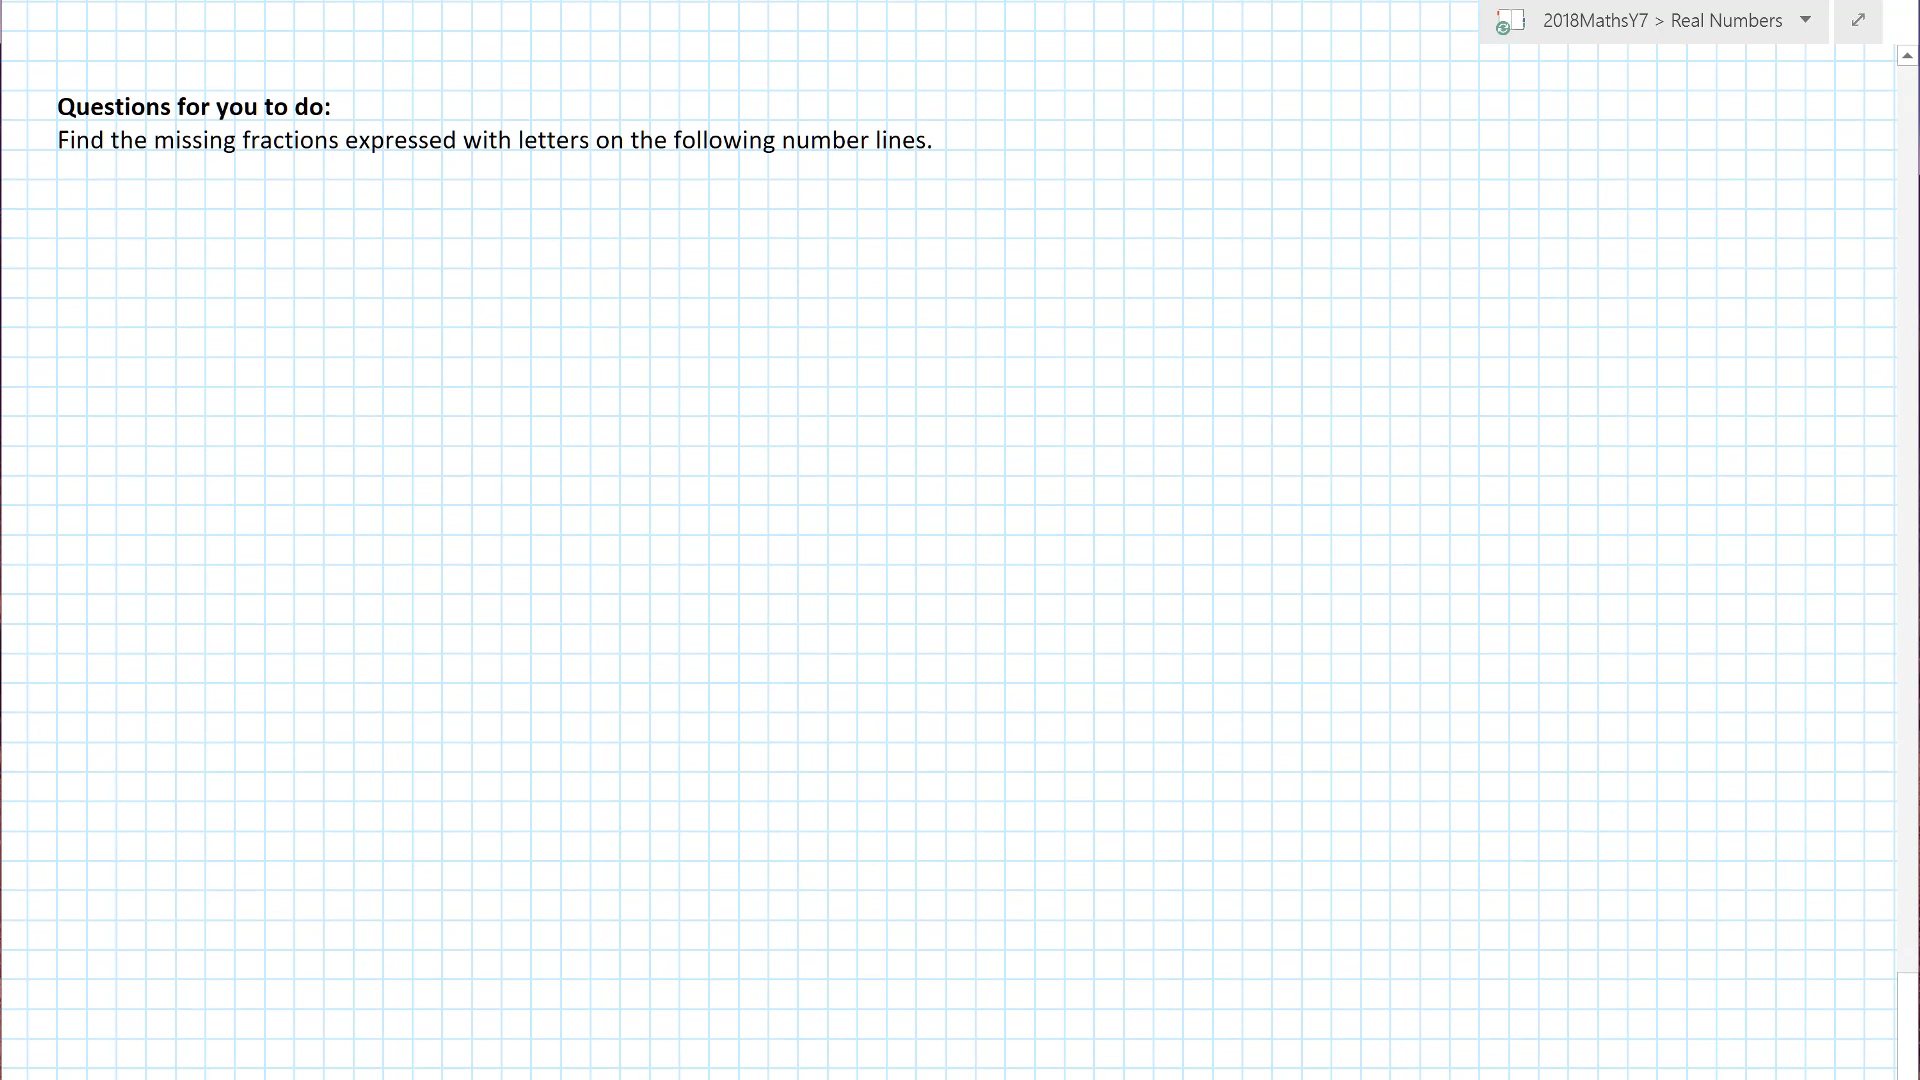 2018MathsY7 > Real Numbers
Questions for you to do:
Find the missing fractions expressed with letters on the following number lines.